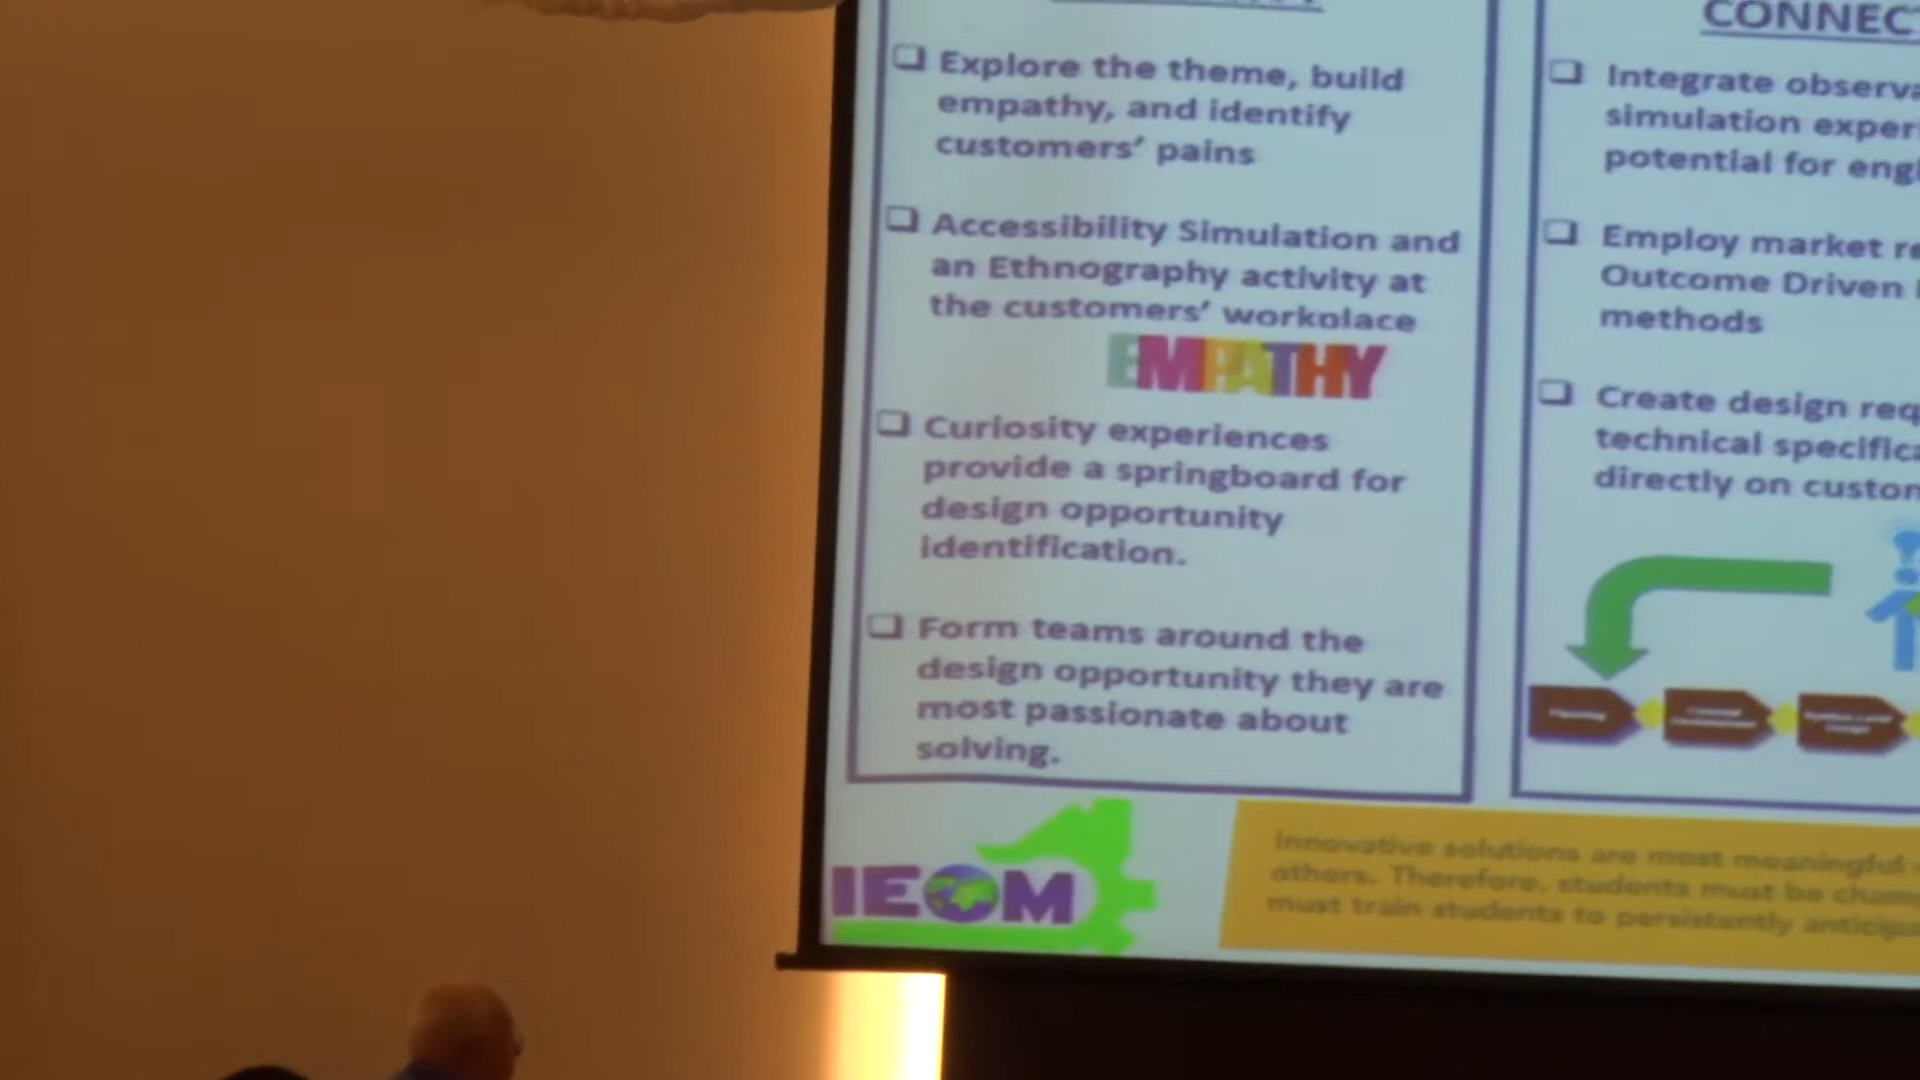 Explore the theme, build
empathy, and identify
customers' pains
Accessibility Simulation and
an Ethnography activity at
the customers' workplace
EMPATHY
Curiosity experiences
provide a springboard for
design opportunity
identification.
Form teams around the
design opportunity they are
most passionate about
solving.
CONNECT
Integrate observa
simulation exper
potential for engi
Employ market re
Outcome Driven
methods
Create design req
technical specifica
directly on custom
Planning
IEOM
Innovative solutions are most meaningful
others. Therefore, students must be cham
must train students to persistently anticipa